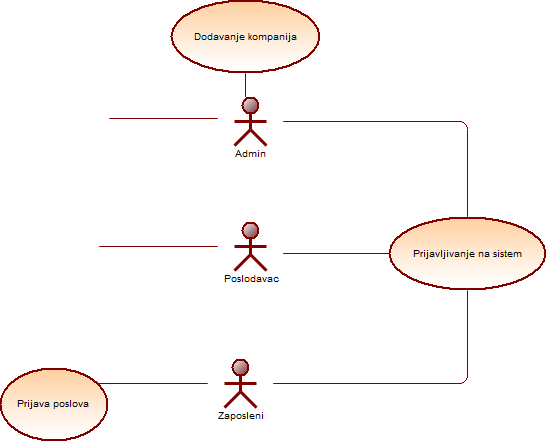 Dodavanje kompanija
Admin
Poslodavac
Prijavljivanje na sistem
Prijava poslova
Zaposleni